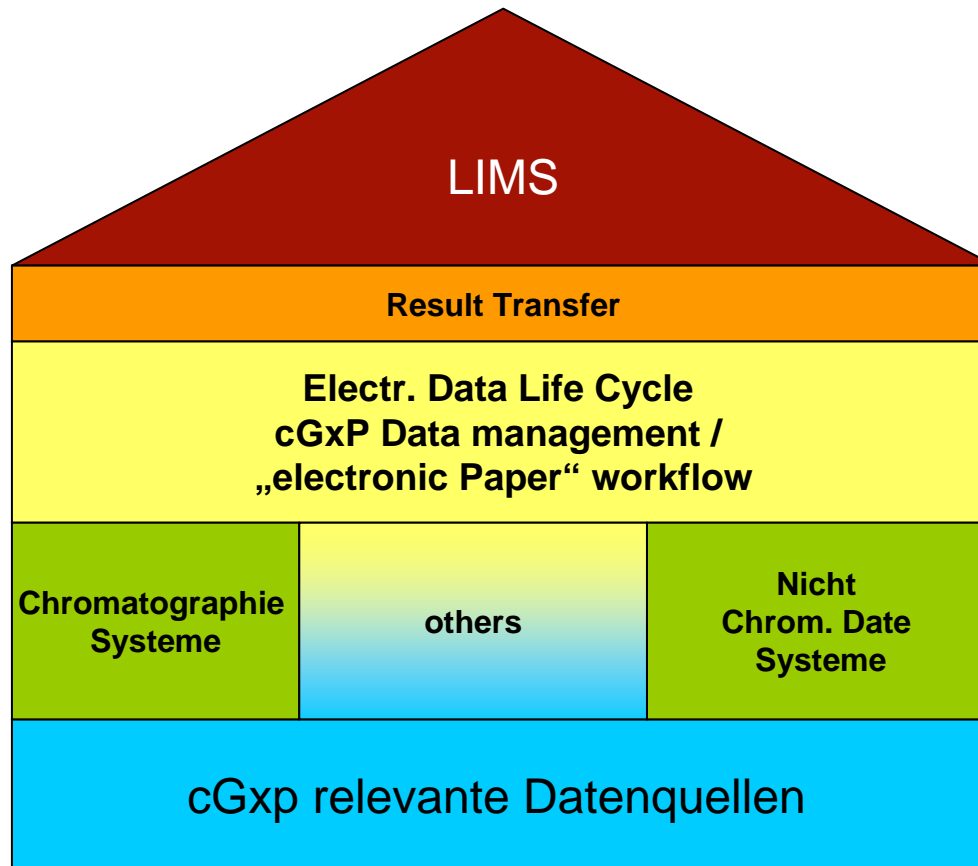 LIMS
Result Transfer
Electr. Data Life Cycle
cGxP Data management /
„electronic Paper“ workflow
Chromatographie
Systeme
others
Nicht
Chrom. Date
Systeme
cGxp relevante Datenquellen